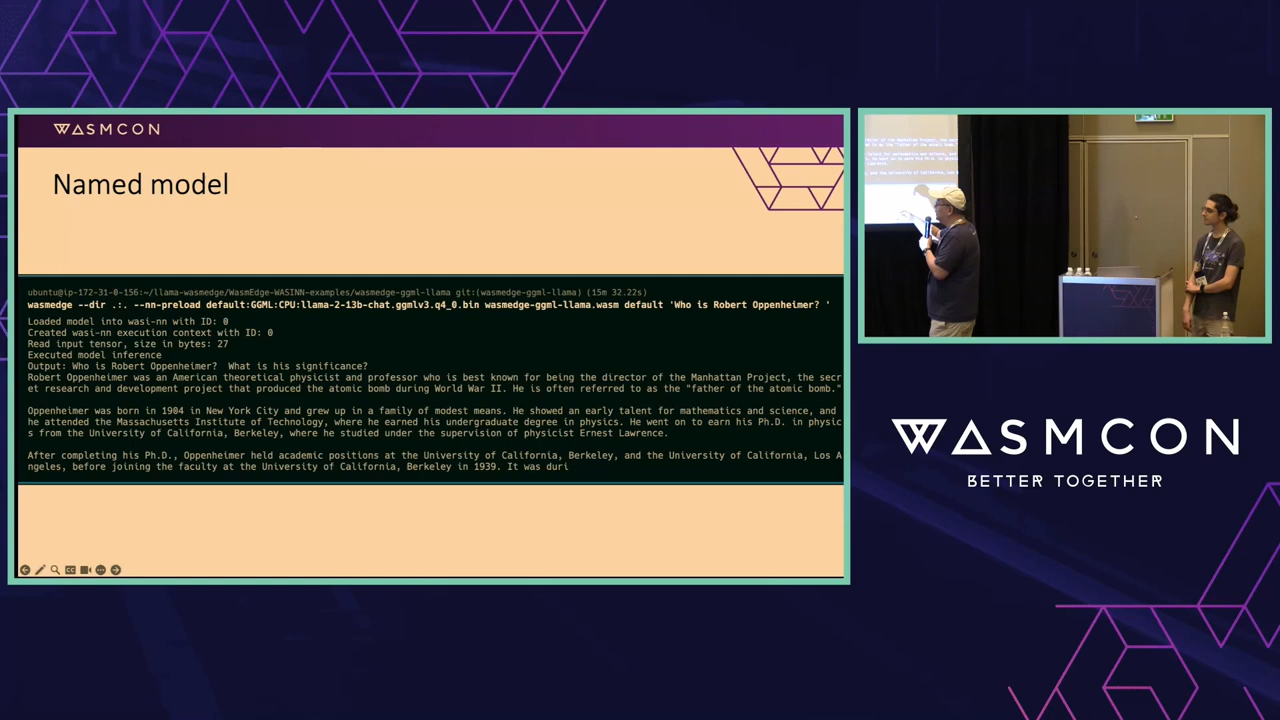 WASMCON
Named model
ubuntu@ip-172-31-0-156:~/llama-wasmedge/WasmEdge-WASINN-examples/wasmedge-ggml-llama git:(wasmedge-ggml-llama) (15m 32.22s)
wasmedge --dir .:. --nn-preload default:GGML:CPU:llama-2-13b-chat.ggmlv3.q4_0.bin wasmedge-ggml-llama.wasm default 'Who is Robert Oppenheimer? '
Loaded model into wasi-nn with ID: 0
Created wasi-nn execution context with ID: 0
Read input tensor, size in bytes: 27
Executed model inference
Output: Who is Robert Oppenheimer?  What is his significance?
Robert Oppenheimer was an American theoretical physicist and professor who is best known for being the director of the Manhattan Project, the secr
et research and development project that produced the atomic bomb during World War II. He is often referred to as the "father of the atomic bomb."
Oppenheimer was born in 1904 in New York City and grew up in a family of modest means. He showed an early talent for mathematics and science, and
he attended the Massachusetts Institute of Technology, where he earned his undergraduate degree in physics. He went on to earn his Ph.D. in physic
s from the University of California, Berkeley, where he studied under the supervision of physicist Ernest Lawrence.
After completing his Ph.D., Oppenheimer held academic positions at the University of California, Berkeley, and the University of California, Los A
ngeles, before joining the faculty at the University of California, Berkeley in 1939. It was duri
WASMCON
BETTER TOGETHER